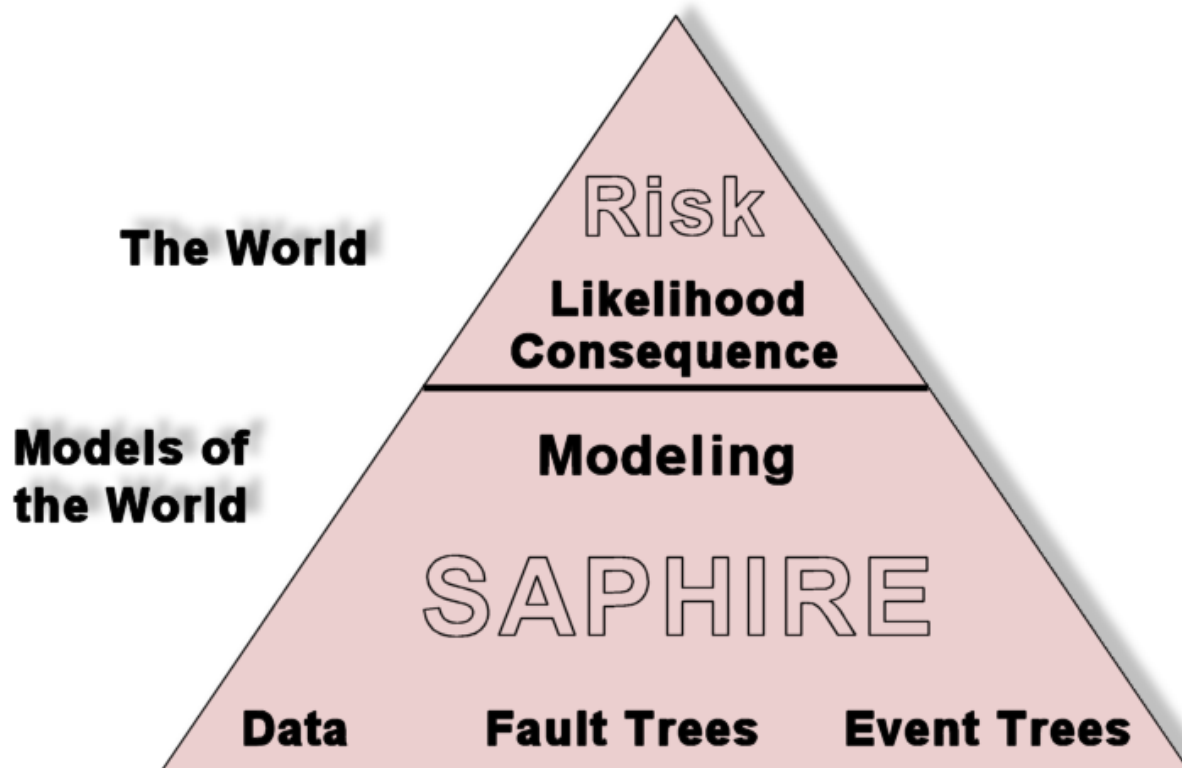 Risk
The World
Likelihood
Consequence
Models of
the World
Modeling
SAPHIRE
Data Fault Trees Event Trees